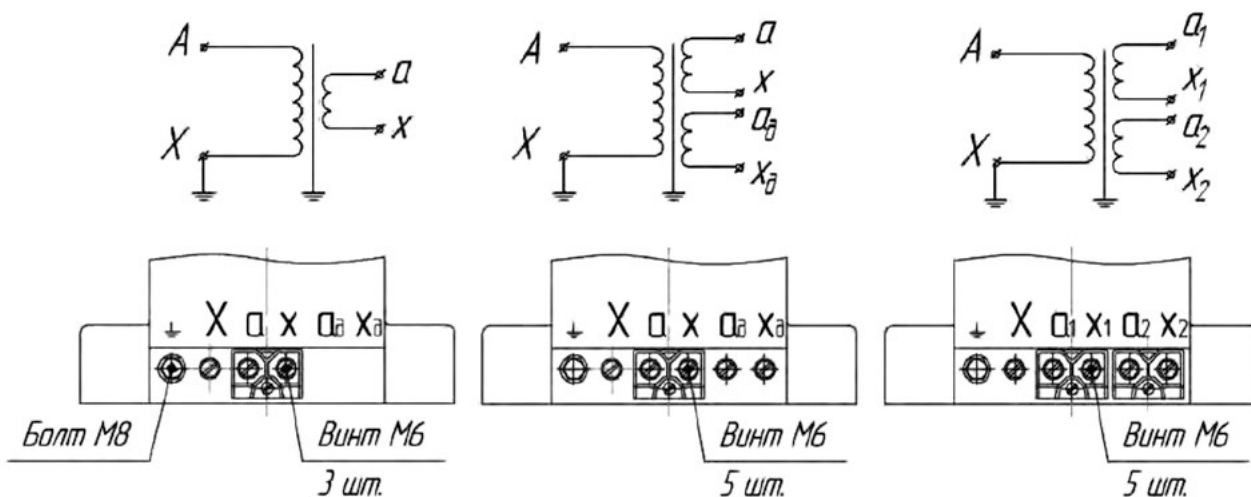 A
a
X
x
A
a
x
X
aд
xд
A
a1
x1
X
a2
x2
X a x aд xд
X a x aд xд
X a1 x1 a2 x2
Болт М8
Винт М6
3 шт.
Винт М6
5 шт.
Винт М6
5 шт.